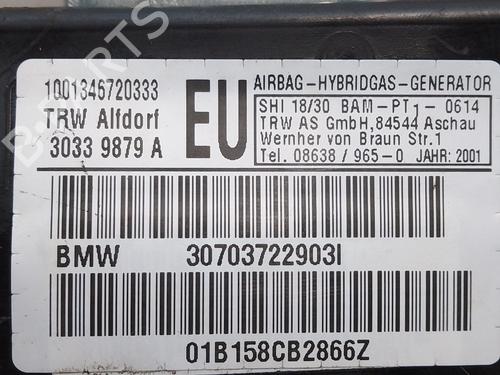 1001346720333
TRW Alfdorf
3033 9879 A
EU
AIRBAG-HYBRIDGAS-GENERATOR
SHI 18/30 BAM-PT1-0614
TRW AS GmbH,84544 Aschau
Wernher von Braun Str.1
Tel. 08638 / 965-0 JAHR: 2001
BMW 30703722903I
01B158CB2866Z